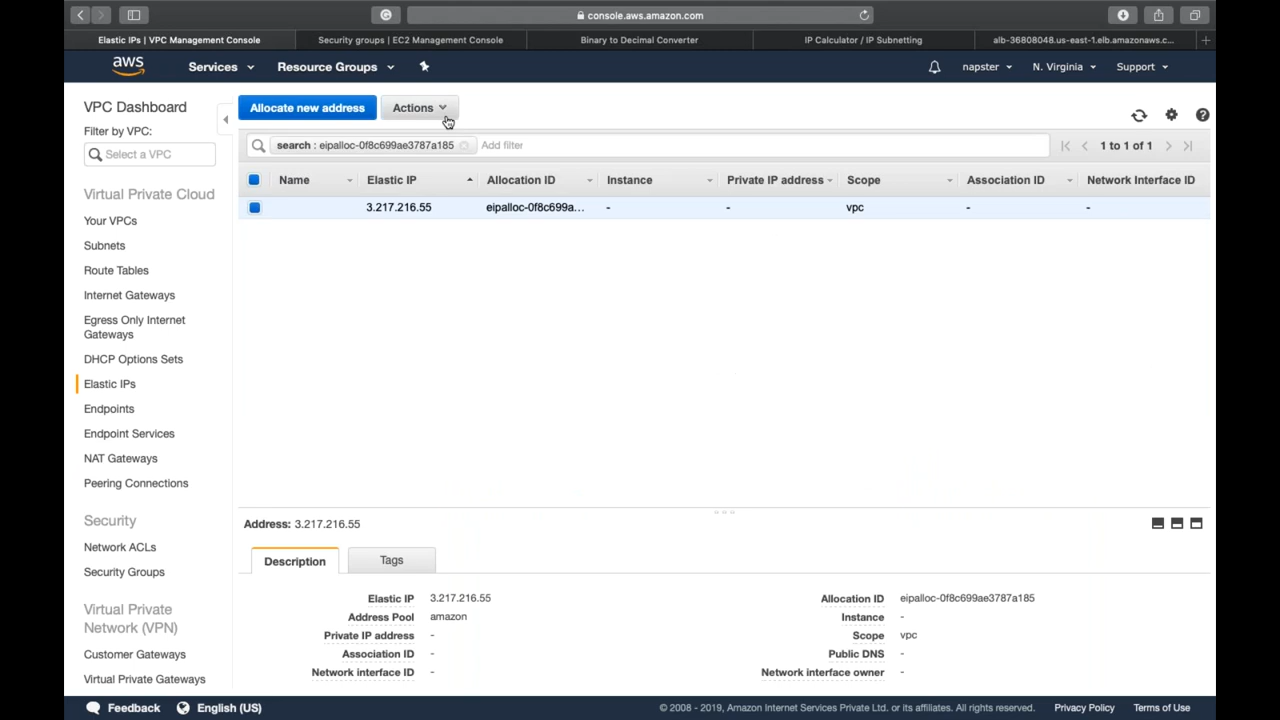 console.aws.amazon.com
Elastic IPs | VPC Management Console
Security groups | EC2 Management Console
Binary to Decimal Converter
IP Calculator / IP Subnetting
alb-36808048.us-east-1.elb.amazonaws.c...
aws
Services
Resource Groups
napster
N. Virginia
Support
VPC Dashboard
Filter by VPC:
Select a VPC
Virtual Private Cloud
Your VPCs
Subnets
Route Tables
Internet Gateways
Egress Only Internet
Gateways
DHCP Options Sets
Elastic IPs
Endpoints
Endpoint Services
NAT Gateways
Peering Connections
Security
Network ACLs
Security Groups
Virtual Private
Network (VPN)
Customer Gateways
Virtual Private Gateways
Allocate new address
Actions
search : eipalloc-0f8c699ae3787a185
Add filter
1 to 1 of 1
Name
Elastic IP
Allocation ID
Instance
Private IP address
Scope
Association ID
Network Interface ID
3.217.216.55
eipalloc-0f8c699a...
-
-
vpc
-
-
Address: 3.217.216.55
Description
Tags
Elastic IP 3.217.216.55
Address Pool amazon
Private IP address -
Association ID -
Network interface ID -
Allocation ID eipalloc-0f8c699ae3787a185
Instance -
Scope vpc
Public DNS -
Network interface owner -
Feedback
English (US)
© 2008 - 2019, Amazon Internet Services Private Ltd. or its affiliates. All rights reserved.
Privacy Policy
Terms of Use